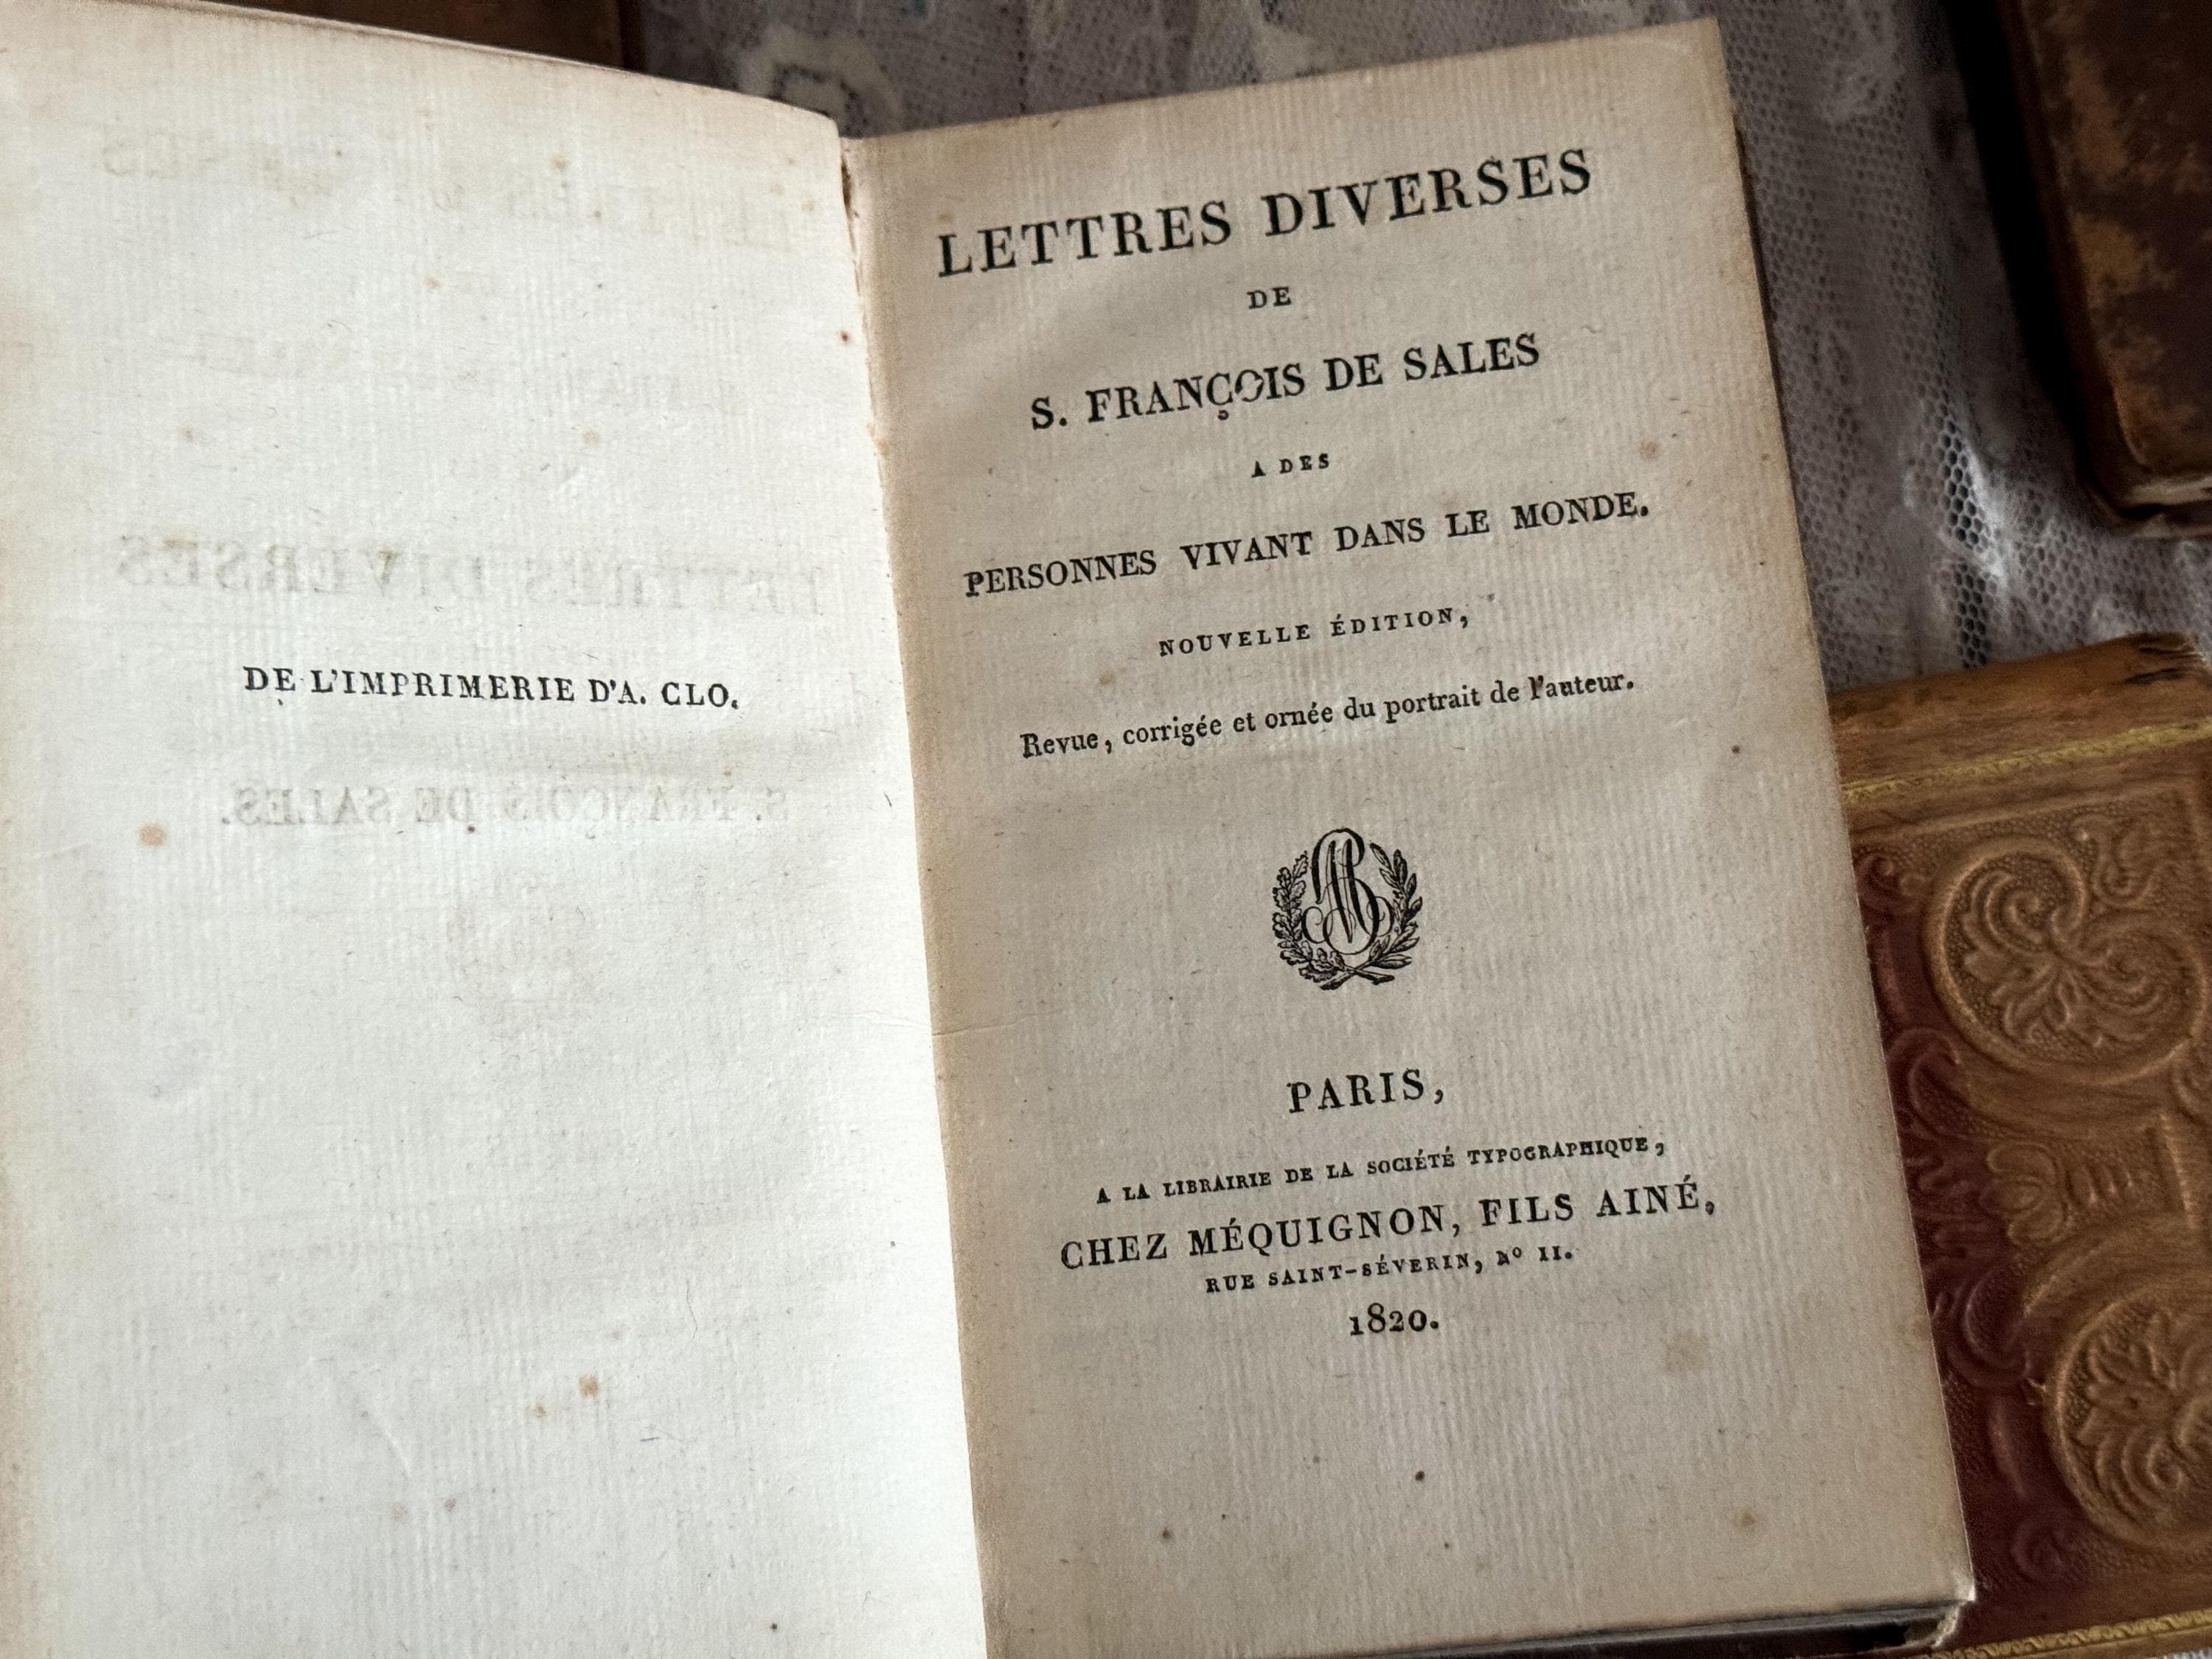 DE L'IMPRIMERIE D'A. CLO.
LETTRES DIVERSES
DE
S. FRANÇOIS DE SALES
A DES
PERSONNES VIVANT DANS LE MONDE.
NOUVELLE ÉDITION,
Revue, corrigée et ornée du portrait de l'auteur.
PARIS,
A LA LIBRAIRIE DE LA SOCIÉTÉ TYPOGRAPHIQUE,
CHEZ MÉQUIGNON, FILS AINÉ,
RUE SAINT-SÉVERIN, Nº 11.
1820.